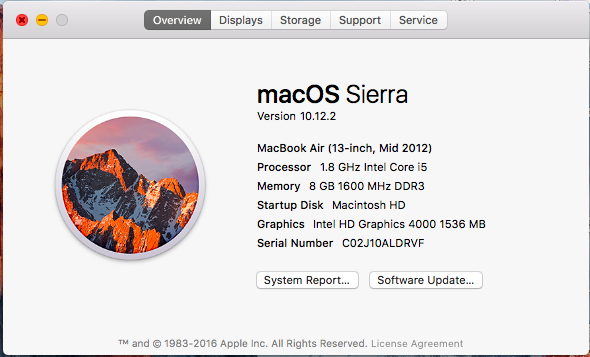 Overview Displays Storage Support Service
macOS Sierra
Version 10.12.2
MacBook Air (13-inch, Mid 2012)
Processor 1.8 GHz Intel Core i5
Memory 8 GB 1600 MHz DDR3
Startup Disk Macintosh HD
Graphics Intel HD Graphics 4000 1536 MB
Serial Number C02J10ALDRVF
System Report... Software Update...
™ and © 1983-2016 Apple Inc. All Rights Reserved. License Agreement